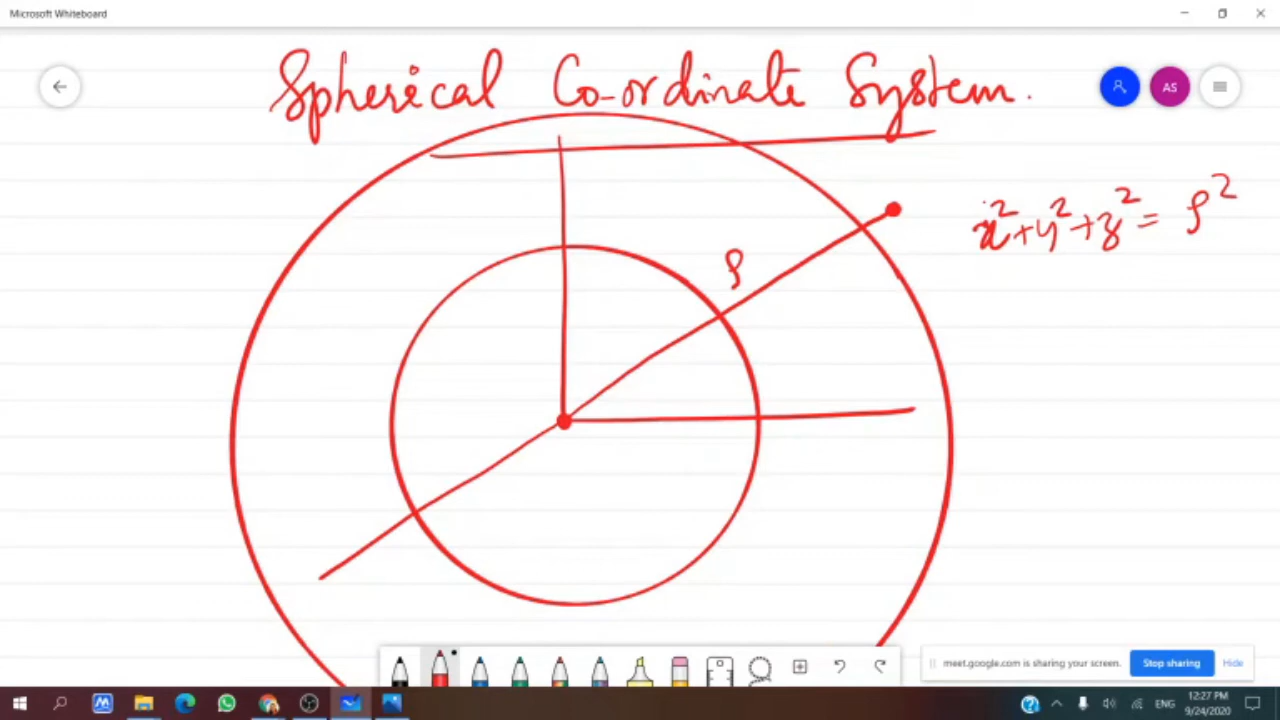 Microsoft Whiteboard
Spherical Co-ordinate System.
AS
x²+y²+z² = ρ²
ρ
meet.google.com is sharing your screen.
Stop sharing
Hide
ENG
12:27 PM
9/24/2020